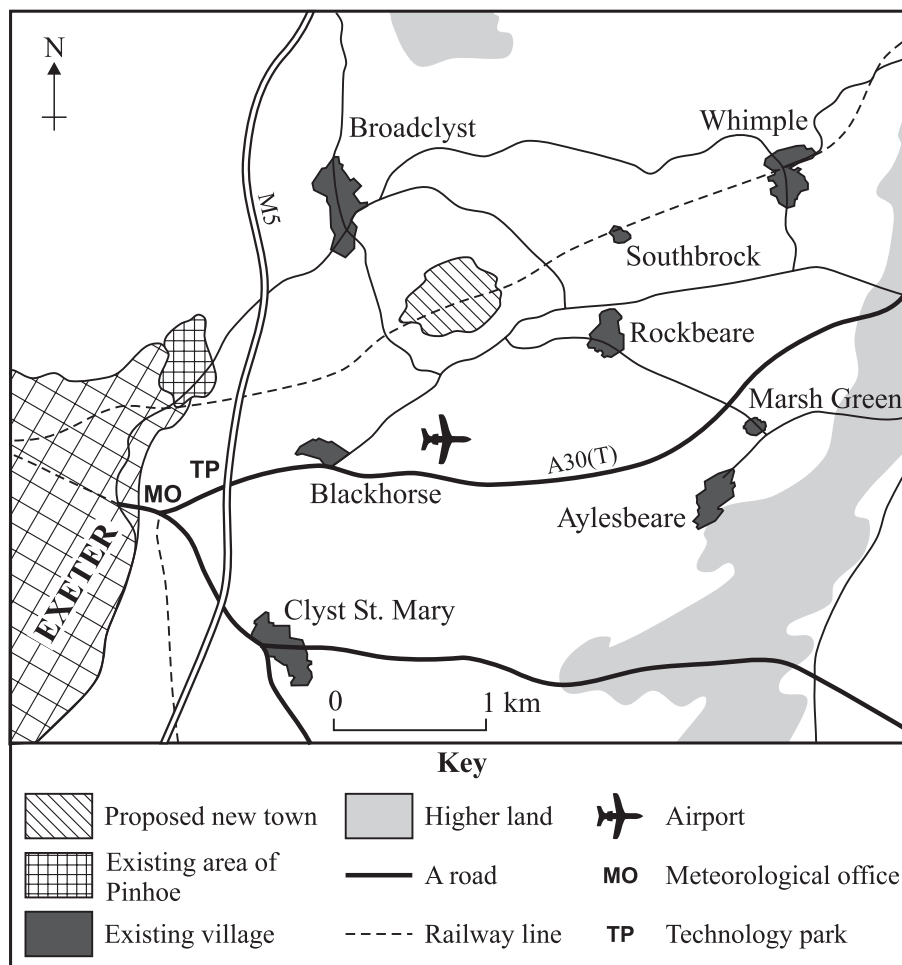 N
Broadclyst
Whimple
M5
Southbrock
Rockbeare
Marsh Green
A30(T)
TP
MO
Blackhorse
Aylesbeare
EXETER
Clyst St. Mary
0 1 km
Key
Proposed new town
Higher land
Airport
Existing area of
Pinhoe
A road
MO Meteorological office
Existing village
Railway line
TP Technology park